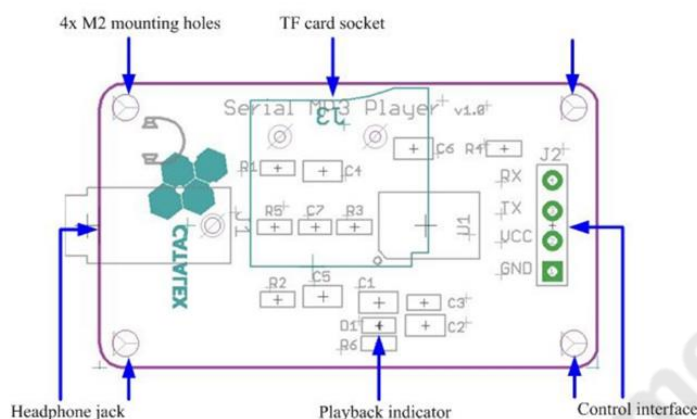 4x M2 mounting holes
TF card socket
Serial MP3 Player v1.0
J3
C6
R4
J2
R1
C4
RX
J1
R5
C7
R3
U1
TX
VCC
GND
CATALEX
R2
C5
C1
C3
D1
C2
R6
Headphone jack
Playback indicator
Control interface